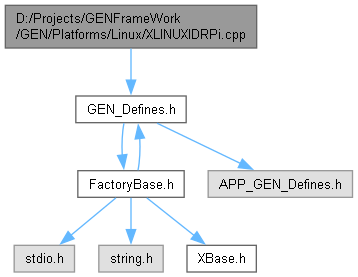 D:/Projects/GENFrameWork
/GEN/Platforms/Linux/XLINUXIDRPi.cpp
GEN_Defines.h
FactoryBase.h
APP_GEN_Defines.h
stdio.h
string.h
XBase.h